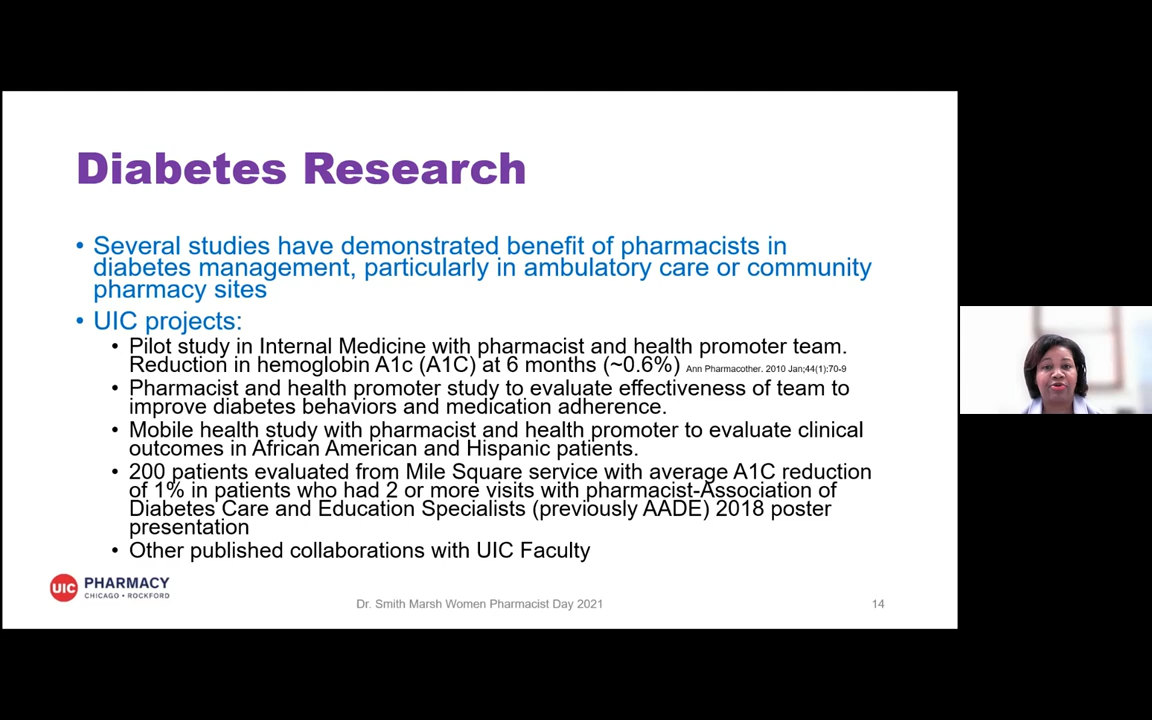 Diabetes Research
• Several studies have demonstrated benefit of pharmacists in
diabetes management, particularly in ambulatory care or community
pharmacy sites
• UIC projects:
• Pilot study in Internal Medicine with pharmacist and health promoter team.
Reduction in hemoglobin A1c (A1C) at 6 months (~0.6%) Ann Pharmacother. 2010 Jan;44(1):70-9
• Pharmacist and health promoter study to evaluate effectiveness of team to
improve diabetes behaviors and medication adherence.
• Mobile health study with pharmacist and health promoter to evaluate clinical
outcomes in African American and Hispanic patients.
• 200 patients evaluated from Mile Square service with average A1C reduction
of 1% in patients who had 2 or more visits with pharmacist-Association of
Diabetes Care and Education Specialists (previously AADE) 2018 poster
presentation
• Other published collaborations with UIC Faculty
UIC PHARMACY
CHICAGO • ROCKFORD
Dr. Smith Marsh Women Pharmacist Day 2021
14